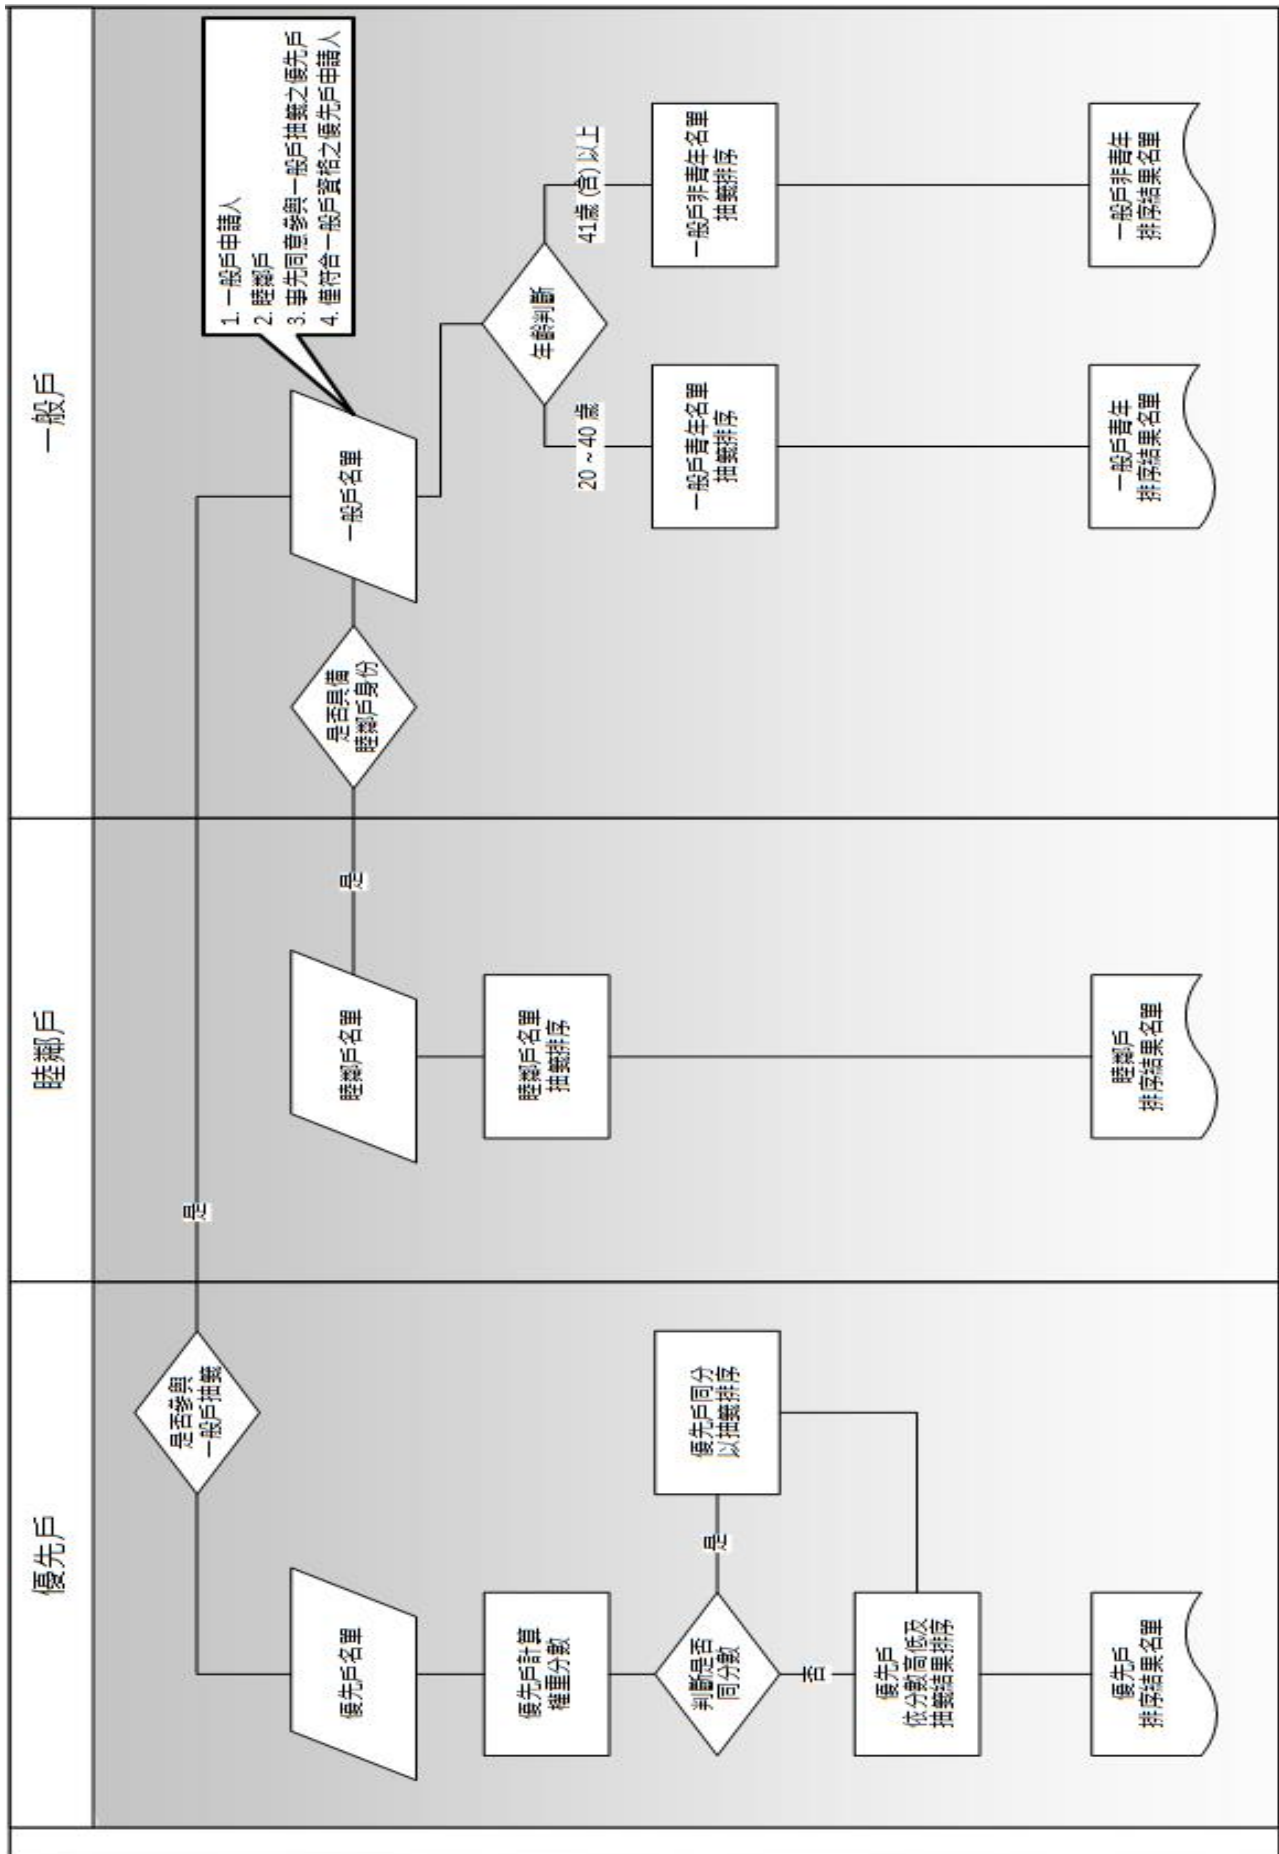 優先戶
睦鄰戶
一般戶
是否參與
一般戶抽籤
是
1. 一般戶申請人
2. 睦鄰戶
3. 事先同意參與一般戶抽籤之優先戶
4. 僅符合一般戶資格之優先戶申請人
優先戶名單
睦鄰戶名單
是
是否具備
睦鄰戶身份
一般戶名單
優先戶計算
權重分數
睦鄰戶名單
抽籤排序
年齡判斷
20 ~ 40 歲
41歲 (含) 以上
判斷是否
同分數
是
優先戶同分
以抽籤排序
一般戶青年名單
抽籤排序
一般戶非青年名單
抽籤排序
否
優先戶
依分數高低及
抽籤結果排序
優先戶
排序結果名單
睦鄰戶
排序結果名單
一般戶青年
排序結果名單
一般戶非青年
排序結果名單